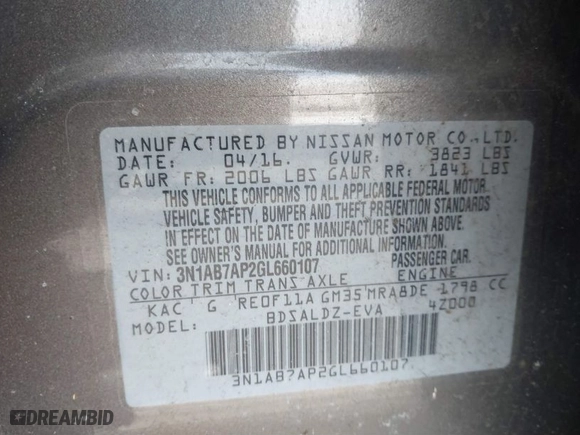 MANUFACTURED BY NISSAN MOTOR CO.,LTD.
DATE: 04/16. GVWR: 3823 LBS
GAWR FR: 2006 LBS GAWR RR: 1841 LBS
THIS VEHICLE CONFORMS TO ALL APPLICABLE FEDERAL MOTOR
VEHICLE SAFETY, BUMPER AND THEFT PREVENTION STANDARDS
IN EFFECT ON THE DATE OF MANUFACTURE SHOWN ABOVE.
SEE OWNER'S MANUAL FOR ADDITIONAL INFORMATION.
VIN: 3N1AB7AP2GL660107 PASSENGER CAR.
COLOR TRIM TRANS AXLE ENGINE
KAC G RE0F11A GM35 MRA8DE 1798 CC
BDSALDZ-EVA 4Z000
3N1AB7AP2GL660107
DREAMBID